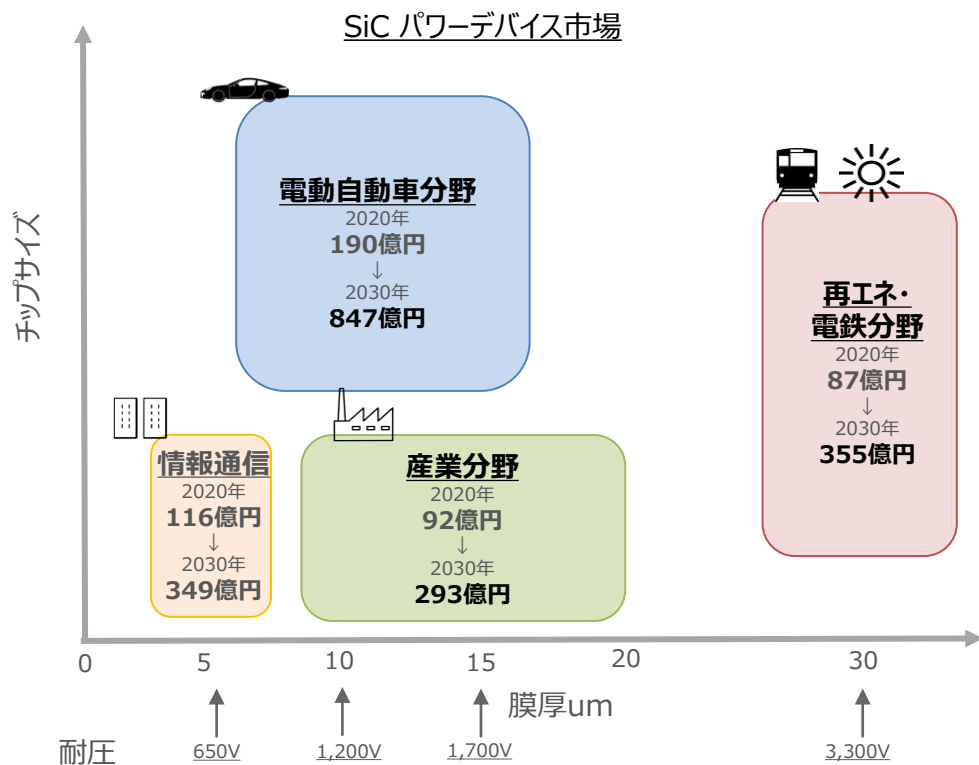 SiC パワーデバイス市場
チップサイズ
電動自動車分野
2020年
190億円
↓
2030年
847億円
再エネ・
電鉄分野
2020年
87億円
↓
2030年
355億円
情報通信
2020年
116億円
↓
2030年
349億円
産業分野
2020年
92億円
↓
2030年
293億円
0 5 10 15 20 30
膜厚um
耐圧 650V 1,200V 1,700V 3,300V